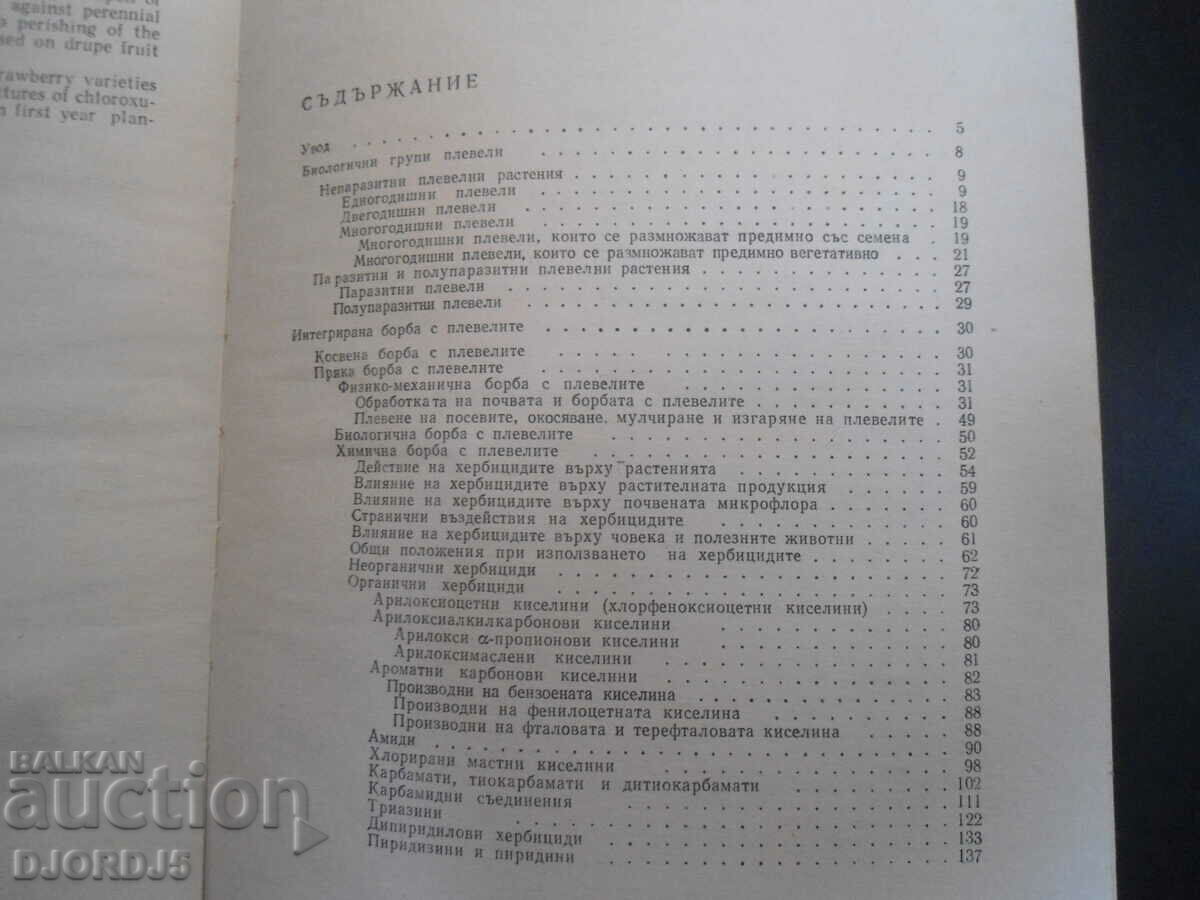 against perennial
perishing of the
sed on drupe fruit
rawberry varieties
ctures of chloroxu-
n first year plan-
СЪДЪРЖАНИЕ
Увод . . . . . . . . . . . . . . . . . . . . 5
Биологични групи плевели . . . . . . . . . . . . . . . 8
Непаразитни плевелни растения . . . . . . . . . . . . . . 9
Едногодишни плевели . . . . . . . . . . . . . . . 9
Двегодишни плевели . . . . . . . . . . . . . . . 18
Многогодишни плевели . . . . . . . . . . . . . . . 19
Многогодишни плевели, които се размножават предимно със семена . 19
Многогодишни плевели, които се размножават предимно вегетативно . . . 21
Паразитни и полупаразитни плевелни растения . . . . . . . . . . 27
Паразитни плевели . . . . . . . . . . . . . . . 27
Полупаразитни плевели . . . . . . . . . . . . . . . 29
Интегрирана борба с плевелите . . . . . . . . . . . . . . . 30
Косвена борба с плевелите . . . . . . . . . . . . . . . 30
Пряка борба с плевелите . . . . . . . . . . . . . . . 31
Физико-механична борба с плевелите . . . . . . . . . . . . 31
Обработката на почвата и борбата с плевелите . . . . . . . . . 31
Плевене на посевите, окосяване, мулчиране и изгаряне на плевелите . 49
Биологична борба с плевелите . . . . . . . . . . . . . . 50
Химична борба с плевелите . . . . . . . . . . . . . . 52
Действие на хербицидите върху растенията . . . . . . . . . . 54
Влияние на хербицидите върху растителната продукция . . . . . . 59
Влияние на хербицидите върху почвената микрофлора . . . . . . 60
Странични въздействия на хербицидите . . . . . . . . . . 60
Влияние на хербицидите върху човека и полезните животни . . . . . 61
Общи положения при използването на хербицидите . . . . . . . 62
Неорганични хербициди . . . . . . . . . . . . . . . 72
Органични хербициди . . . . . . . . . . . . . . . 73
Арилоксиоцетни киселини (хлорфеноксиоцетни киселини) . . . . 73
Арилоксиалкилкарбонови киселини . . . . . . . . . . 80
Арилокси α-пропионови киселини . . . . . . . . . . 80
Арилоксимаслени киселини . . . . . . . . . . . . 81
Ароматни карбонови киселини . . . . . . . . . . . . 82
Производни на бензоената киселина . . . . . . . . . . 83
Производни на фенилоцетната киселина . . . . . . . . 88
Производни на фталовата и терефталовата киселина . . . . . 88
Амиди . . . . . . . . . . . . . . . . . . . 90
Хлорирани мастни киселини . . . . . . . . . . . . 98
Карбамати, тиокарбамати и дитиокарбамати . . . . . . . . 102
Карбамидни съединения . . . . . . . . . . . . . 111
Триазини . . . . . . . . . . . . . . . . . 122
Дипиридилови хербициди . . . . . . . . . . . . . 133
Пиридизини и пиридини . . . . . . . . . . . . . 137
BALKAN
auction
DJORDJ5